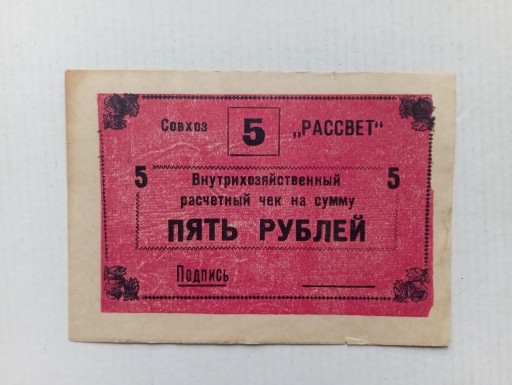 Совхоз 5 „РАССВЕТ“
5 Внутрихозяйственный 5
расчетный чек на сумму
ПЯТЬ РУБЛЕЙ
Подпись